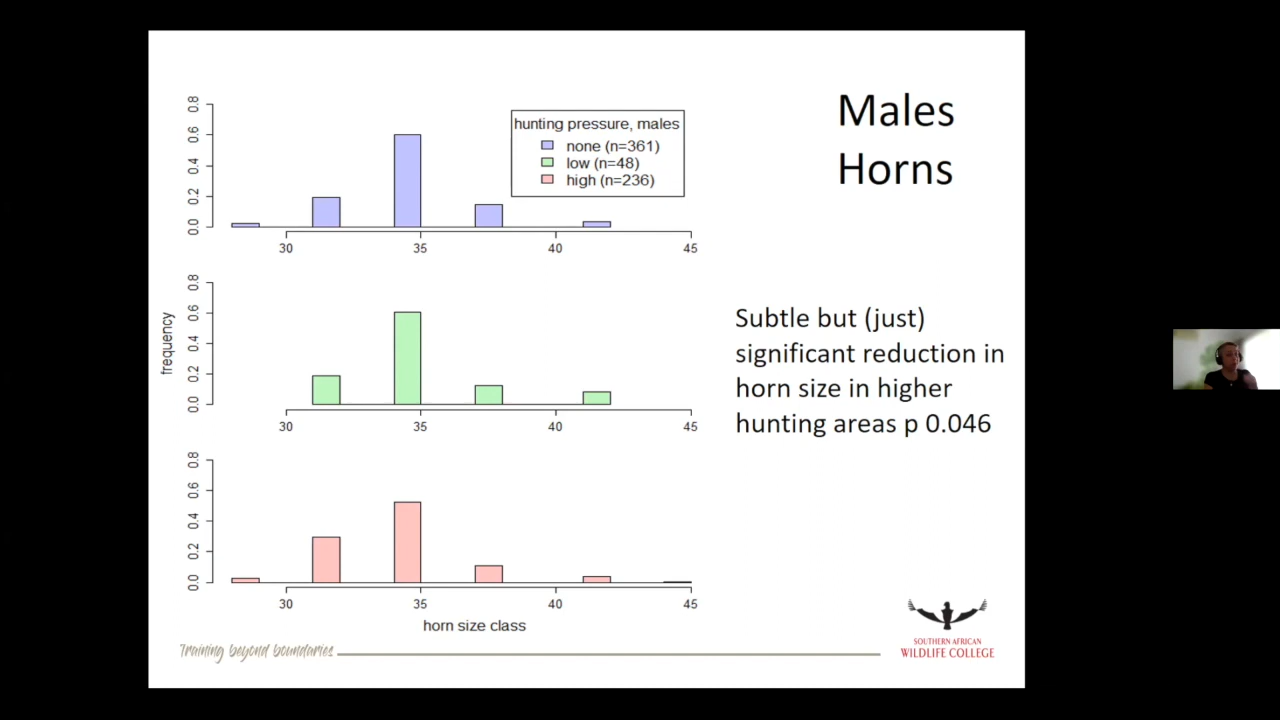 Males
Horns
0.8
0.6
0.4
0.2
0.0
hunting pressure, males
none (n=361)
low (n=48)
high (n=236)
30
35
40
45
frequency
0.8
0.6
0.4
0.2
0.0
30
35
40
45
Subtle but (just)
significant reduction in
horn size in higher
hunting areas p 0.046
0.8
0.6
0.4
0.2
0.0
30
35
40
45
horn size class
Training beyond boundaries
SOUTHERN AFRICAN
WILDLIFE COLLEGE